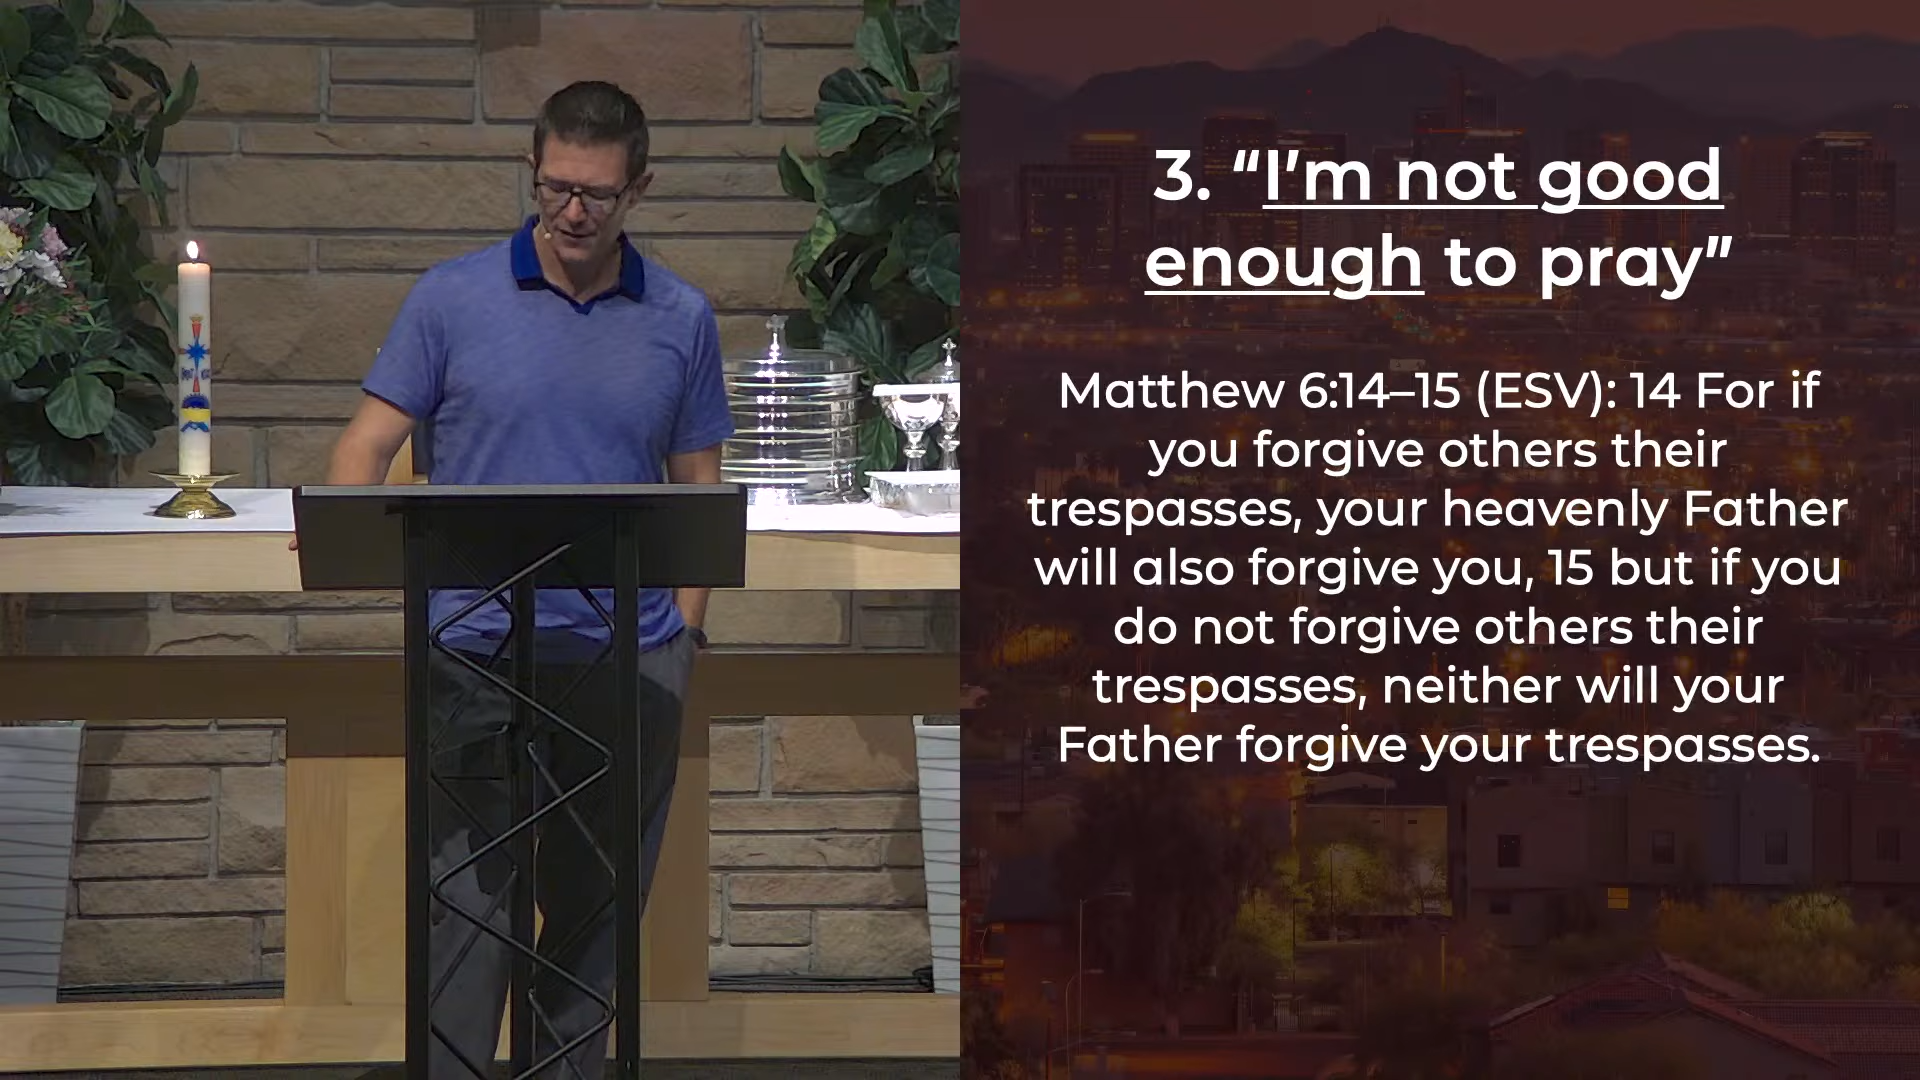 3. “I’m not good
enough to pray”
Matthew 6:14–15 (ESV): 14 For if
you forgive others their
trespasses, your heavenly Father
will also forgive you, 15 but if you
do not forgive others their
trespasses, neither will your
Father forgive your trespasses.